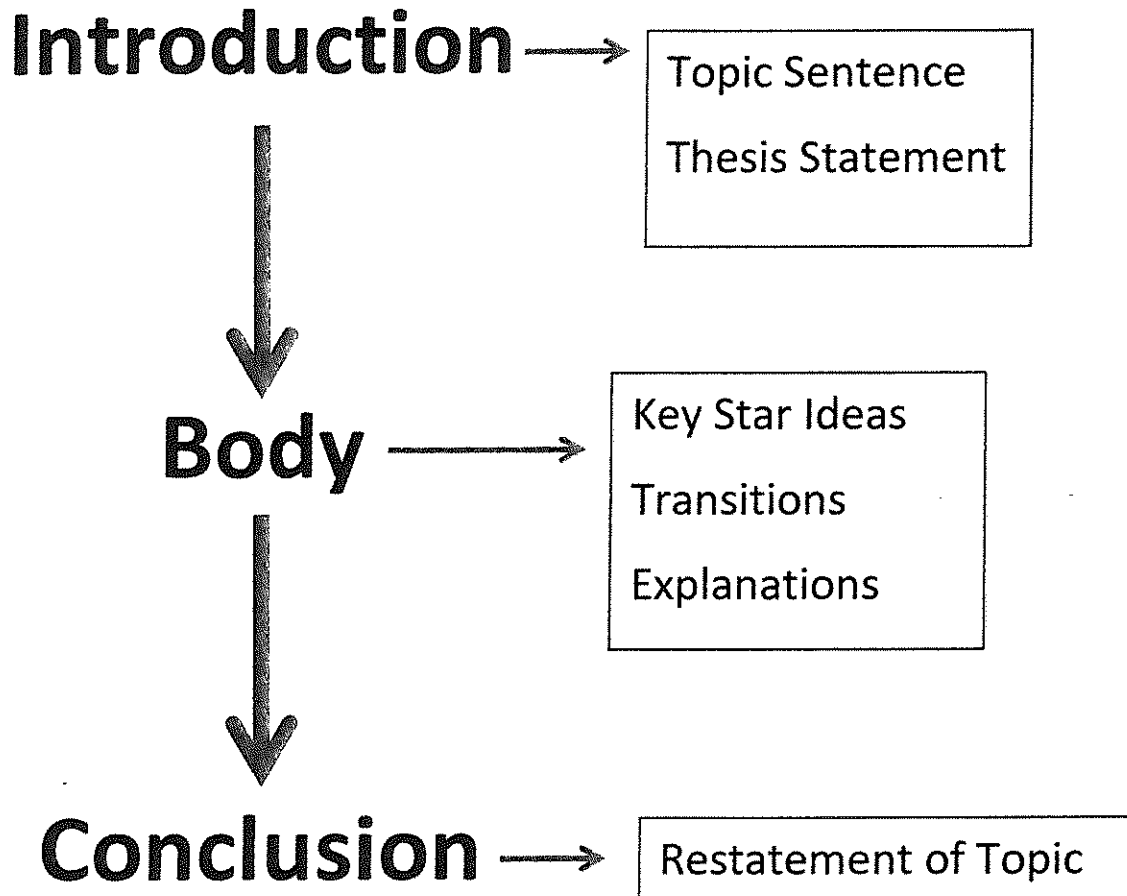 Introduction
Topic Sentence
Thesis Statement
Body
Key Star Ideas
Transitions
Explanations
Conclusion
Restatement of Topic